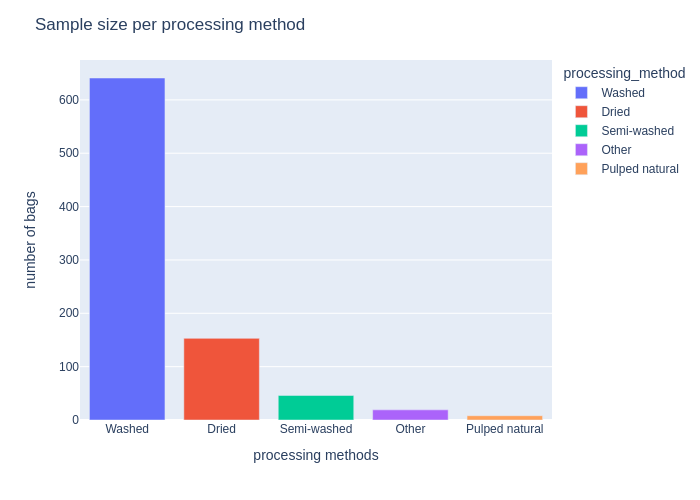 Sample size per processing method
processing_method
Washed
Dried
Semi-washed
Other
Pulped natural
number of bags
600
500
400
300
200
100
0
Washed
Dried
Semi-washed
Other
Pulped natural
processing methods